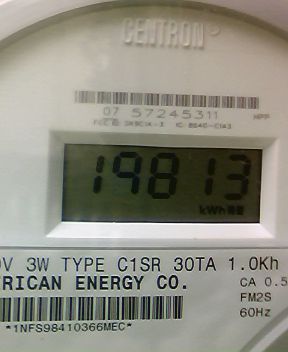 CENTRON®
07 57245311
19813
kWh
V 3W TYPE C1SR 30TA 1.0Kh
RICAN ENERGY CO.
CA 0.5
FM2S
60Hz
*1NFS98410366MEC*